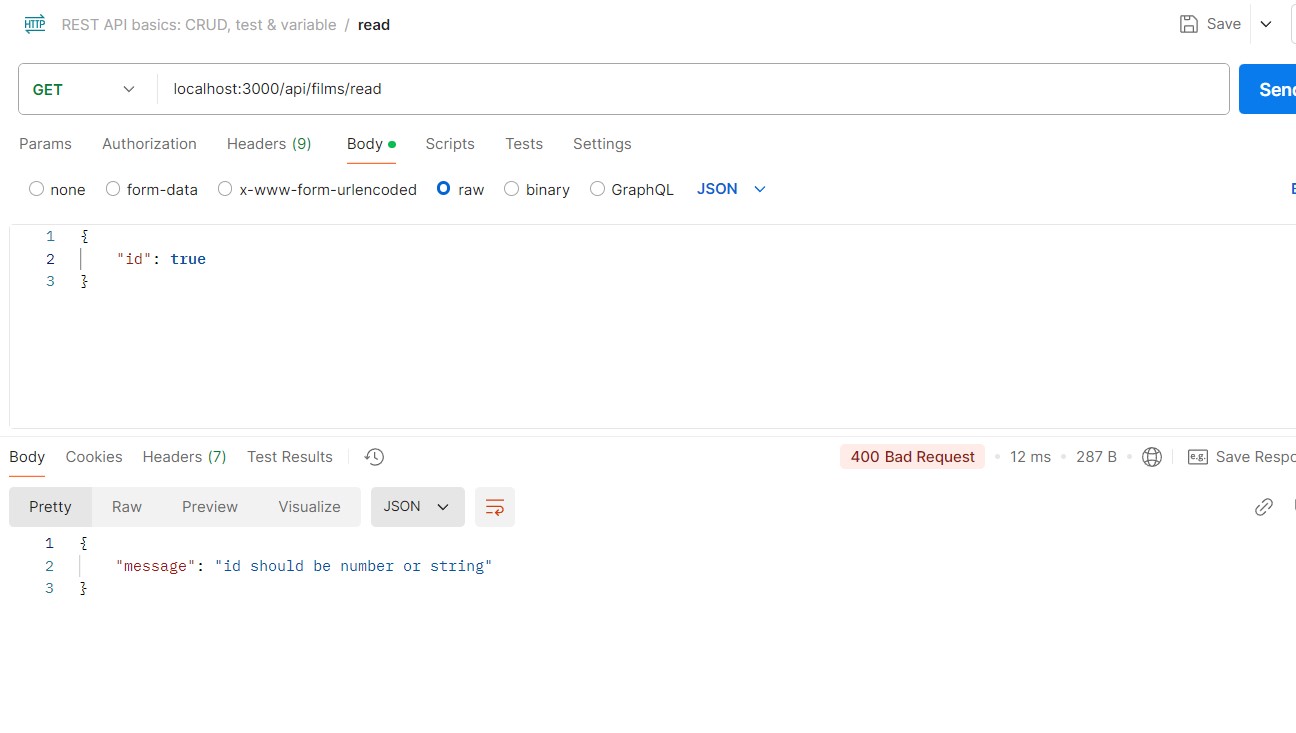 HTTP REST API basics: CRUD, test & variable / read Save
GET localhost:3000/api/films/read Send
Params Authorization Headers (9) Body Scripts Tests Settings
none form-data x-www-form-urlencoded raw binary GraphQL JSON
1 {
2 "id": true
3 }
Body Cookies Headers (7) Test Results 400 Bad Request 12 ms 287 B e.g. Save Respo
Pretty Raw Preview Visualize JSON
1 {
2 "message": "id should be number or string"
3 }